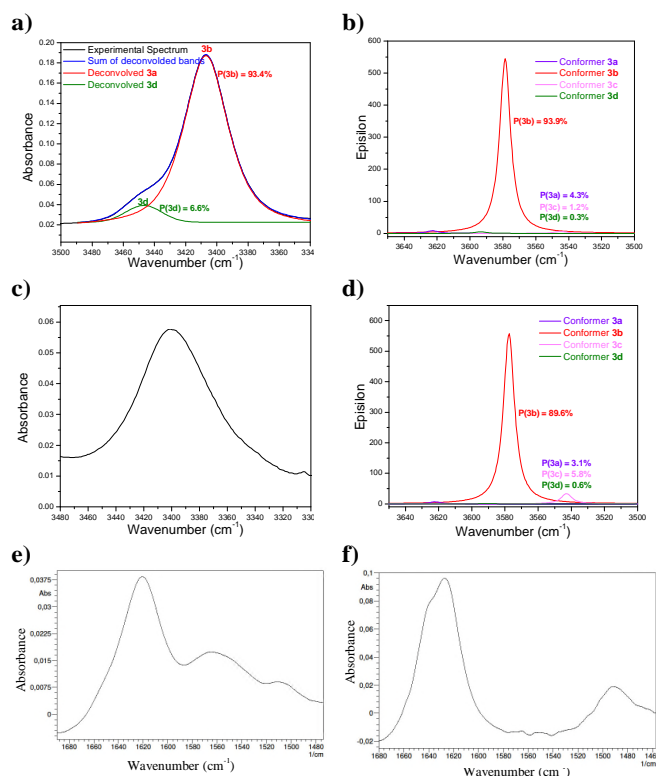 a)
0.20
0.18
0.16
0.14
0.12
0.10
0.08
0.06
0.04
0.02
0.00
Absorbance
Experimental Spectrum
Sum of deconvolded bands
Deconvolved 3a
Deconvolved 3d
3b
P(3b) = 93.4%
3d
P(3d) = 6.6%
3500 3480 3460 3440 3420 3400 3380 3360 334
Wavenumber (cm⁻¹)
b)
600
500
400
300
200
100
0
Episilon
Conformer 3a
Conformer 3b
Conformer 3c
Conformer 3d
P(3b) = 93.9%
P(3a) = 4.3%
P(3c) = 1.2%
P(3d) = 0.3%
3640 3620 3600 3580 3560 3540 3520 3500
Wavenumber (cm⁻¹)
c)
0.06
0.05
0.04
0.03
0.02
0.01
0.00
Absorbance
3480 3460 3440 3420 3400 3380 3360 3340 3320 330
Wavenumber (cm⁻¹)
d)
600
500
400
300
200
100
0
Episilon
Conformer 3a
Conformer 3b
Conformer 3c
Conformer 3d
P(3b) = 89.6%
P(3a) = 3.1%
P(3c) = 5.8%
P(3d) = 0.6%
3640 3620 3600 3580 3560 3540 3520 3500
Wavenumber (cm⁻¹)
e)
0,0375
Abs
0,03
0,0225
0,015
0,0075
0
Absorbance
1680 1660 1640 1620 1600 1580 1560 1540 1520 1500 1480
1/cm
Wavenumber (cm⁻¹)
f)
0,1
Abs
0,08
0,06
0,04
0,02
0
-0,02
Absorbance
1680 1660 1640 1620 1600 1580 1560 1540 1520 1500 1480 146
1/cm
Wavenumber (cm⁻¹)